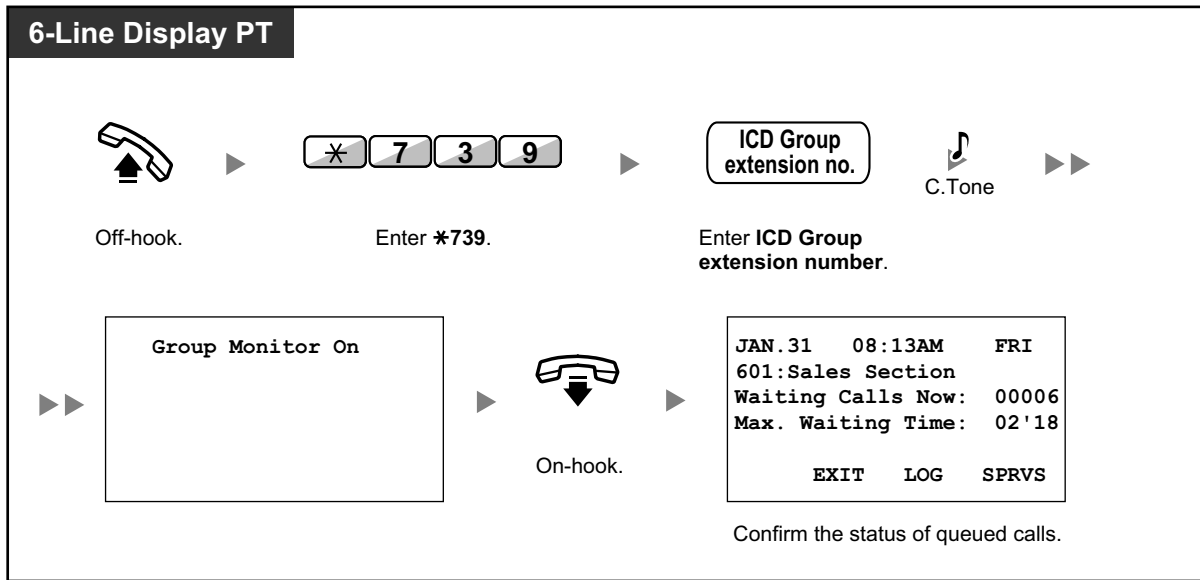 6-Line Display PT
* 7 3 9
ICD Group
extension no.
C.Tone
Off-hook.
Enter *739.
Enter ICD Group
extension number.
Group Monitor On
On-hook.
JAN.31 08:13AM FRI
601:Sales Section
Waiting Calls Now: 00006
Max. Waiting Time: 02'18
EXIT LOG SPRVS
Confirm the status of queued calls.